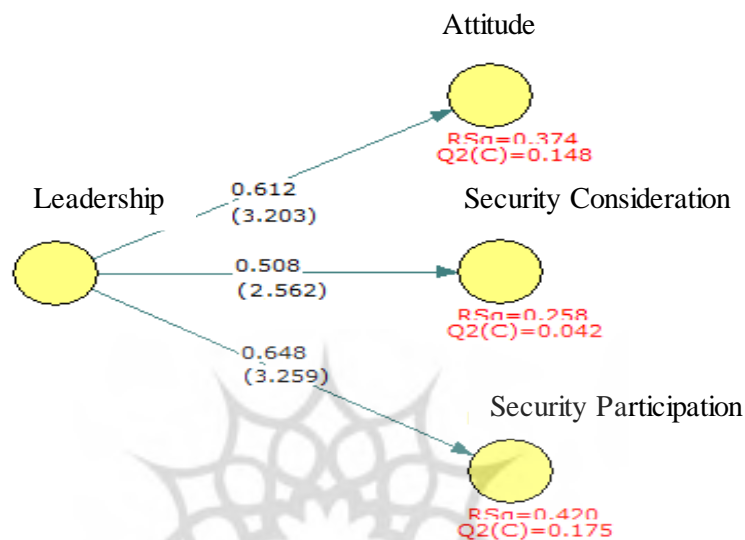 Attitude
RSq=0.374
Q2(C)=0.148
0.612
(3.203)
Leadership
Security Consideration
0.508
(2.562)
RSq=0.258
Q2(C)=0.042
0.648
(3.259)
Security Participation
RSq=0.420
Q2(C)=0.175